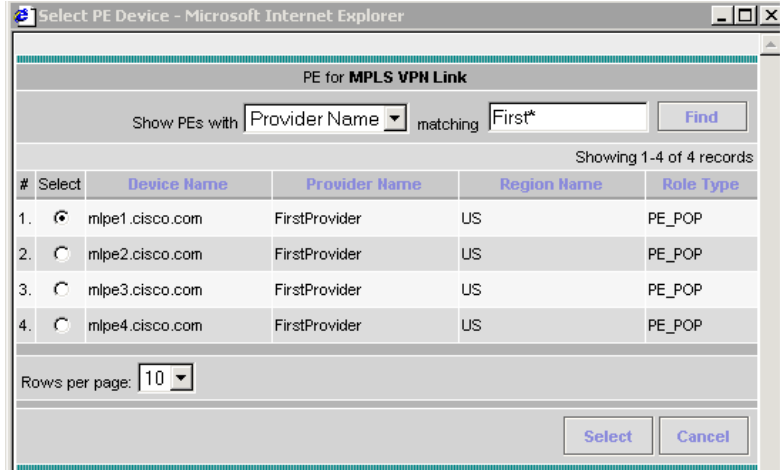 Select PE Device - Microsoft Internet Explorer
PE for MPLS VPN Link
Show PEs with Provider Name matching First* Find
Showing 1-4 of 4 records
# Select Device Name Provider Name Region Name Role Type
1. mlpe1.cisco.com FirstProvider US PE_POP
2. mlpe2.cisco.com FirstProvider US PE_POP
3. mlpe3.cisco.com FirstProvider US PE_POP
4. mlpe4.cisco.com FirstProvider US PE_POP
Rows per page: 10
Select Cancel